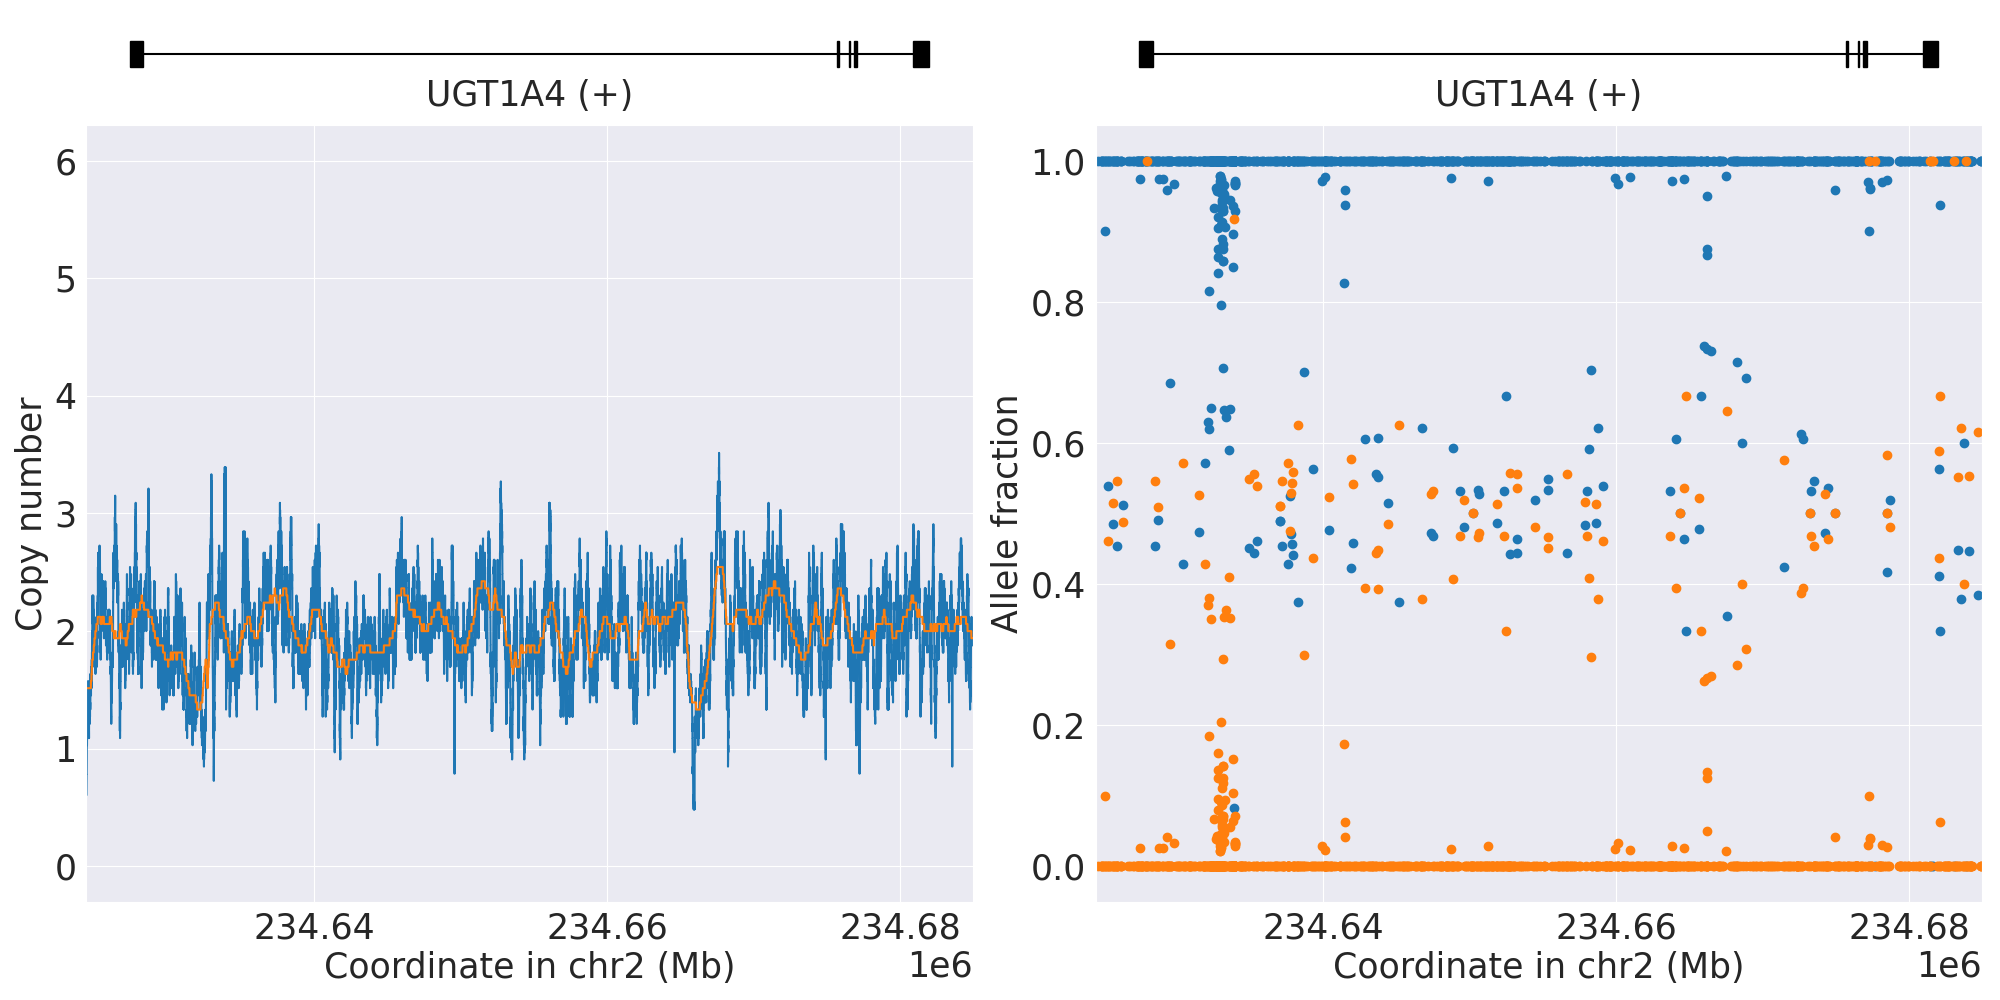 UGT1A4 (+)
6
5
4
3
2
1
0
Copy number
234.64
234.66
234.68
Coordinate in chr2 (Mb)
1e6
UGT1A4 (+)
1.0
0.8
0.6
0.4
0.2
0.0
Allele fraction
234.64
234.66
234.68
Coordinate in chr2 (Mb)
1e6